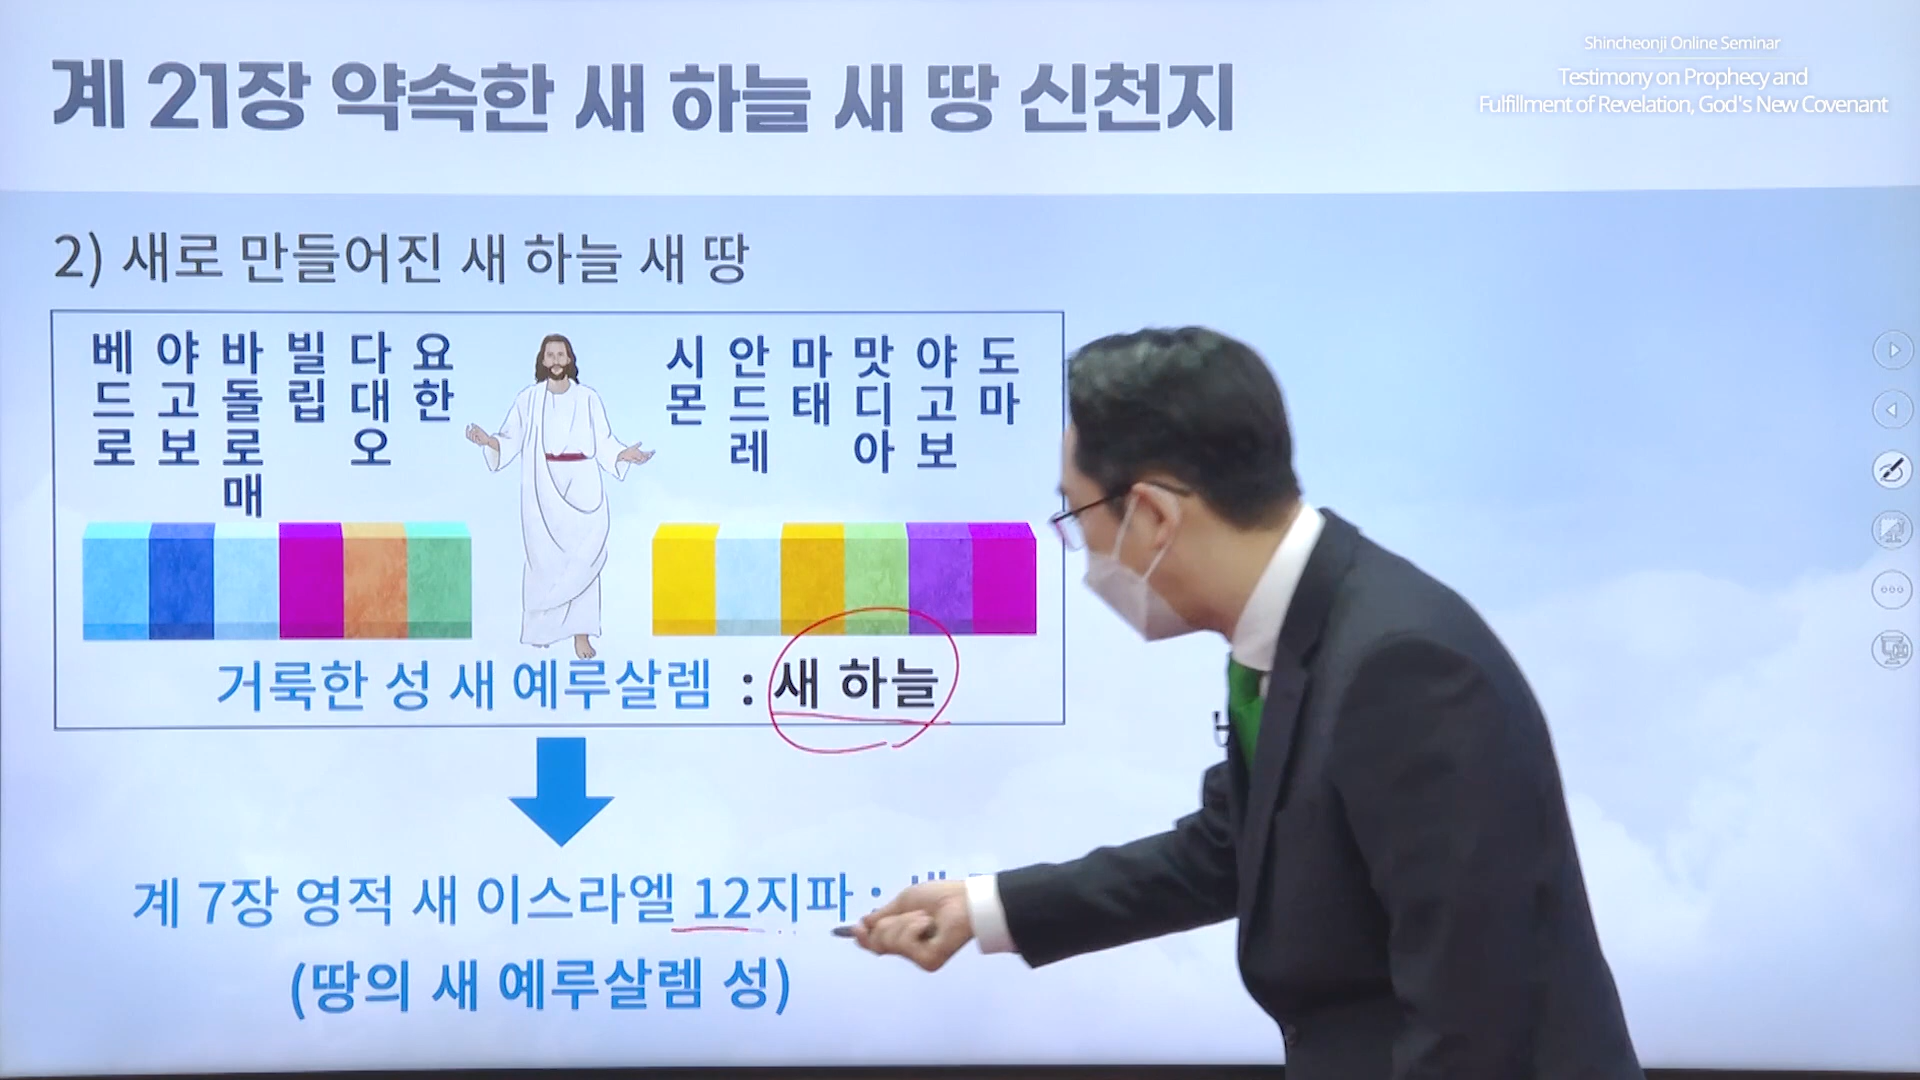 계 21장 약속한 새 하늘 새 땅 신천지
Shincheonji Online Seminar
Testimony on Prophecy and
Fulfillment of Revelation, God's New Covenant
2) 새로 만들어진 새 하늘 새 땅
베드로
야고보
바돌로매
빌립
다대오
요한
시몬
안드레
마태
맛디아
야고보
도마
거룩한 성 새 예루살렘 : 새 하늘
계 7장 영적 새 이스라엘 12지파 :
(땅의 새 예루살렘 성)